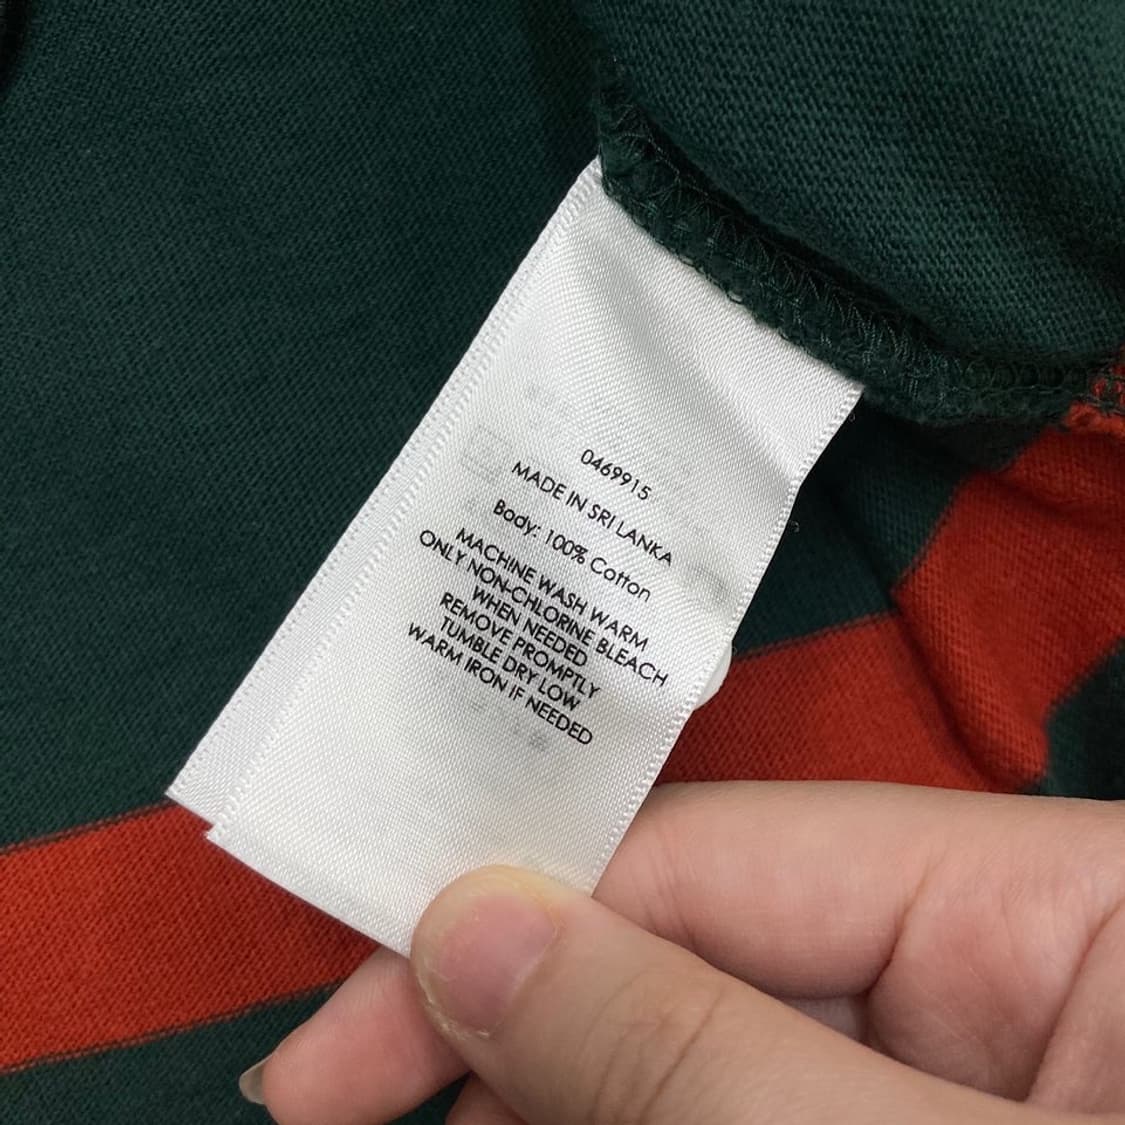 0469915
MADE IN SRI LANKA
Body: 100% Cotton
MACHINE WASH WARM
ONLY NON-CHLORINE BLEACH
WHEN NEEDED
REMOVE PROMPTLY
TUMBLE DRY LOW
WARM IRON IF NEEDED